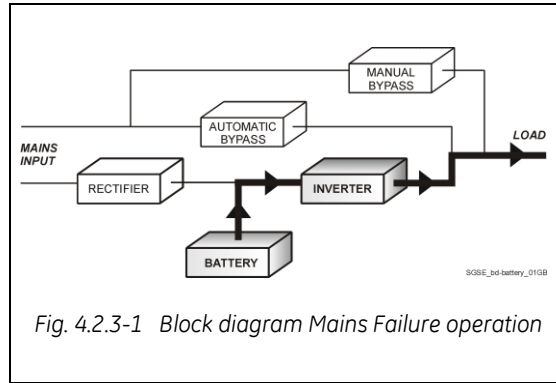 MANUAL
BYPASS
AUTOMATIC
BYPASS
LOAD
MAINS
INPUT
RECTIFIER
INVERTER
BATTERY
SGSE_bd-battery_01GB
Fig. 4.2.3-1 Block diagram Mains Failure operation